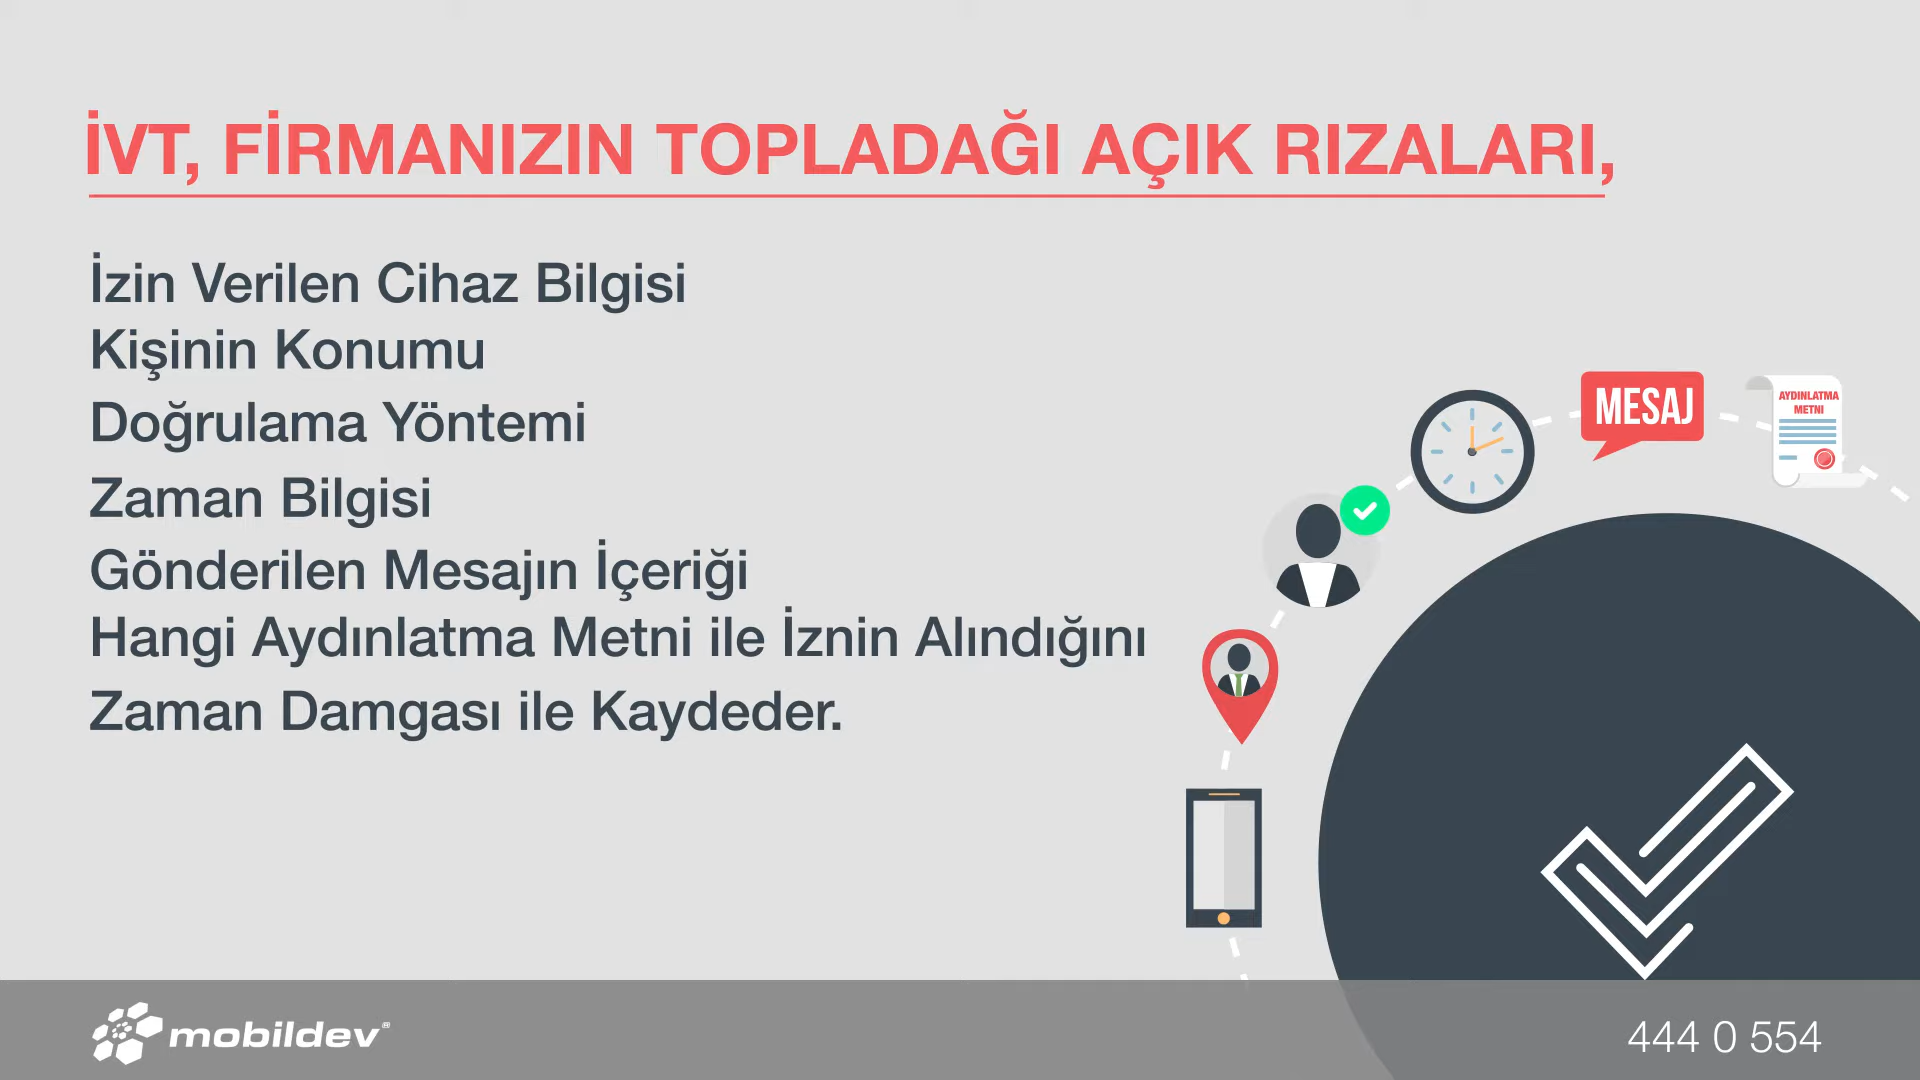 İVT, FİRMANIZIN TOPLADAĞI AÇIK RIZALARI,
İzin Verilen Cihaz Bilgisi
Kişinin Konumu
Doğrulama Yöntemi
Zaman Bilgisi
Gönderilen Mesajın İçeriği
Hangi Aydınlatma Metni ile İznin Alındığını
Zaman Damgası ile Kaydeder.
MESAJ
AYDINLATMA
METNI
mobildev®
444 0 554